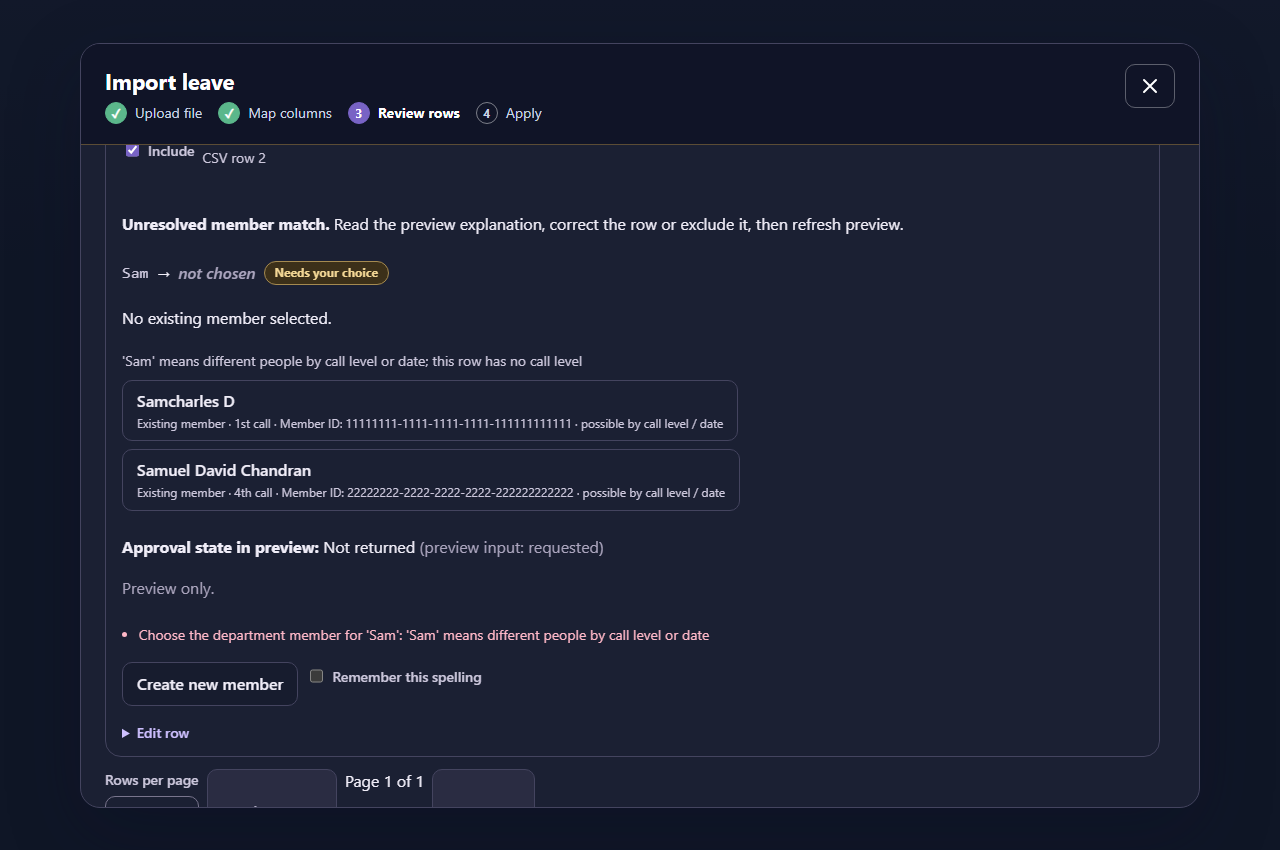 Import leave
Upload file
Map columns
3 Review rows
4 Apply
Include CSV row 2
Unresolved member match. Read the preview explanation, correct the row or exclude it, then refresh preview.
Sam → not chosen Needs your choice
No existing member selected.
'Sam' means different people by call level or date; this row has no call level
Samcharles D
Existing member · 1st call · Member ID: 11111111-1111-1111-1111-111111111111 · possible by call level / date
Samuel David Chandran
Existing member · 4th call · Member ID: 22222222-2222-2222-2222-222222222222 · possible by call level / date
Approval state in preview: Not returned (preview input: requested)
Preview only.
• Choose the department member for 'Sam': 'Sam' means different people by call level or date
Create new member
Remember this spelling
Edit row
Rows per page
Page 1 of 1